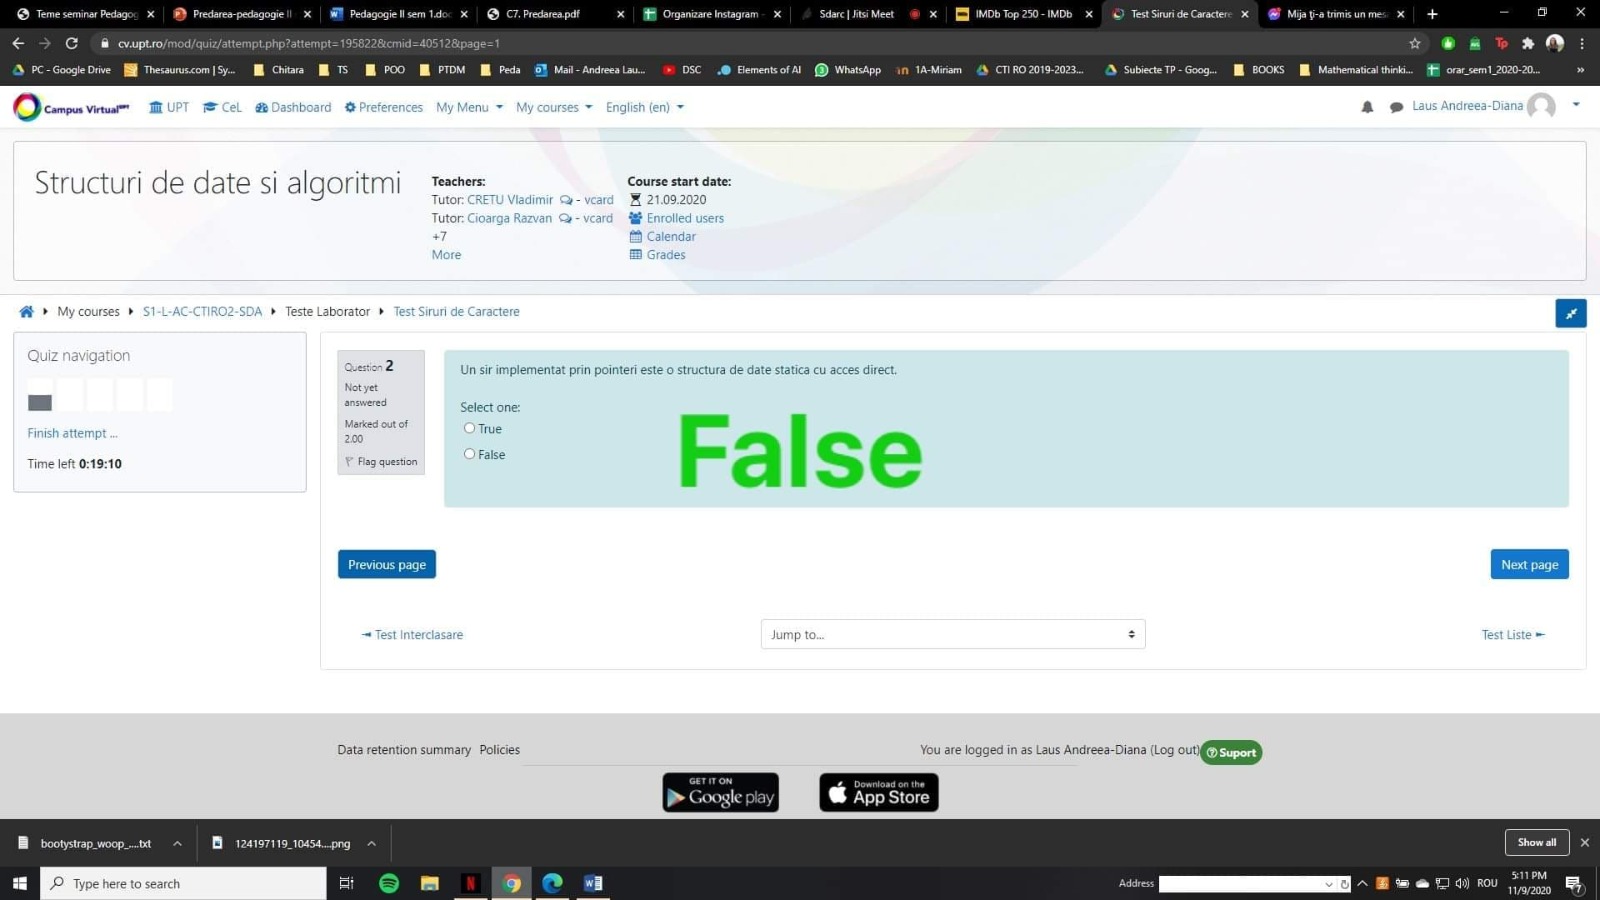 Teme seminar Pedagog
Predarea-pedagogie II
Pedagogie II sem 1.doc
C7. Predarea.pdf
Organizare Instagram -
Sdarc | Jitsi Meet
IMDb Top 250 - IMDb
Test Siruri de Caractere
Mija ți-a trimis un mes
cv.upt.ro/mod/quiz/attempt.php?attempt=195822&cmid=40512&page=1
PC - Google Drive
Thesaurus.com | Sy...
Chitara
TS
POO
PTDM
Peda
Mail - Andreea Lau...
DSC
Elements of AI
WhatsApp
1A-Miriam
CTI RO 2019-2023...
Subiecte TP - Goog...
BOOKS
Mathematical thinki...
orar_sem1_2020-20...
»
Campus Virtual UPT
UPT
CeL
Dashboard
Preferences
My Menu
My courses
English (en)
Laus Andreea-Diana
Structuri de date si algoritmi
Teachers:
Tutor: CRETU Vladimir - vcard
Tutor: Cioarga Razvan - vcard
+7
More
Course start date:
21.09.2020
Enrolled users
Calendar
Grades
My courses
S1-L-AC-CTIRO2-SDA
Teste Laborator
Test Siruri de Caractere
Quiz navigation
Finish attempt ...
Time left 0:19:10
Question 2
Not yet
answered
Marked out of
2.00
Flag question
Un sir implementat prin pointeri este o structura de date statica cu acces direct.
Select one:
True
False
False
Previous page
Next page
Test Interclasare
Jump to...
Test Liste
Data retention summary
Policies
You are logged in as Laus Andreea-Diana (Log out)
Suport
GET IT ON
Google play
Download on the
App Store
bootystrap_woop_....txt
124197119_10454....png
Show all
Type here to search
Address
ROU
5:11 PM
11/9/2020
7